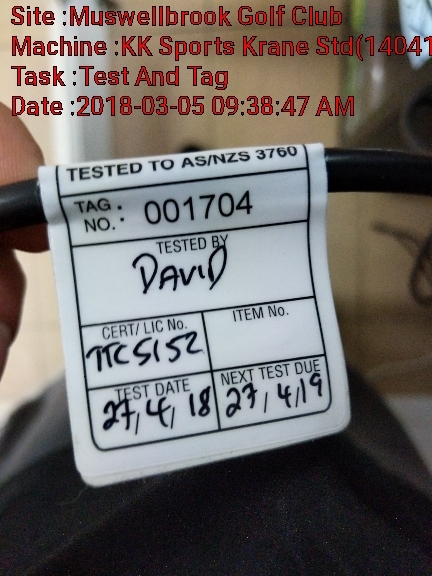 Site :Muswellbrook Golf Club
Machine :KK Sports Krane Std(14041
Task :Test And Tag
Date :2018-03-05 09:38:47 AM
TESTED TO AS/NZS 3760
TAG. NO.: 001704
TESTED BY
DAVID
CERT/ LIC No.
ITEM No.
TTC5152
TEST DATE
NEXT TEST DUE
27, 4, 18
27, 4/19